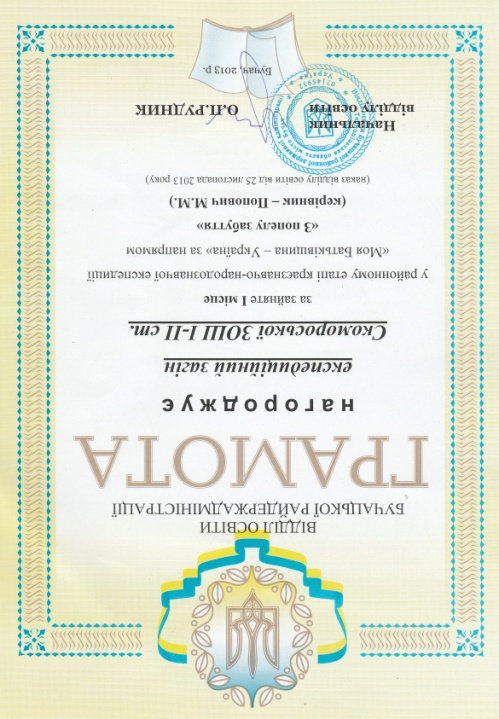 ВІДДІЛ ОСВІТИ
БУЧАЦЬКОЇ РАЙДЕРЖАДМІНІСТРАЦІЇ
ГРАМОТА
нагороджує
експедиційний загін
Скомороської ЗОШ І-ІІ ст.
за зайняте І місце
у районному етапі краєзнавчо-народознавчої експедиції
«Моя Батьківщина – Україна» за напрямом
«З попелу забуття»
(керівник – Попович М.М.)
(наказ відділу освіти 25 від 25 листопада 2013 року)
Начальник
відділу освіти О.П.РУДНИК
Бучач, 2013 р.